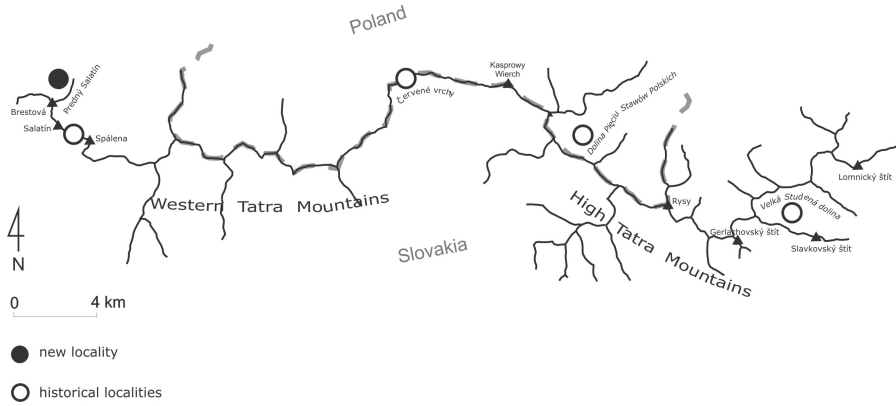 Poland
Kasprowy
Wierch
Červené vrchy
Dolina Pięciu Stawów Polskich
Predný Salatín
Brestová
Salatín
Spálena
Lomnický štít
Western Tatra Mountains
High Tatra Mountains
Rysy
Velká Studená dolina
Gerlachovský štít
Slavkovský štít
Slovakia
N
0 4 km
new locality
historical localities